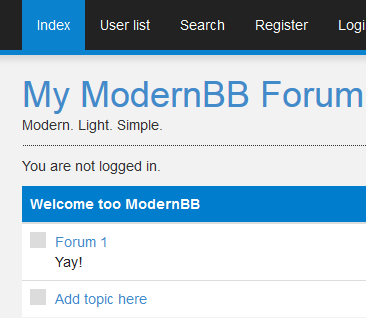 Index User list Search Register Logi
My ModernBB Forum
Modern. Light. Simple.
You are not logged in.
Welcome too ModernBB
Forum 1
Yay!
Add topic here